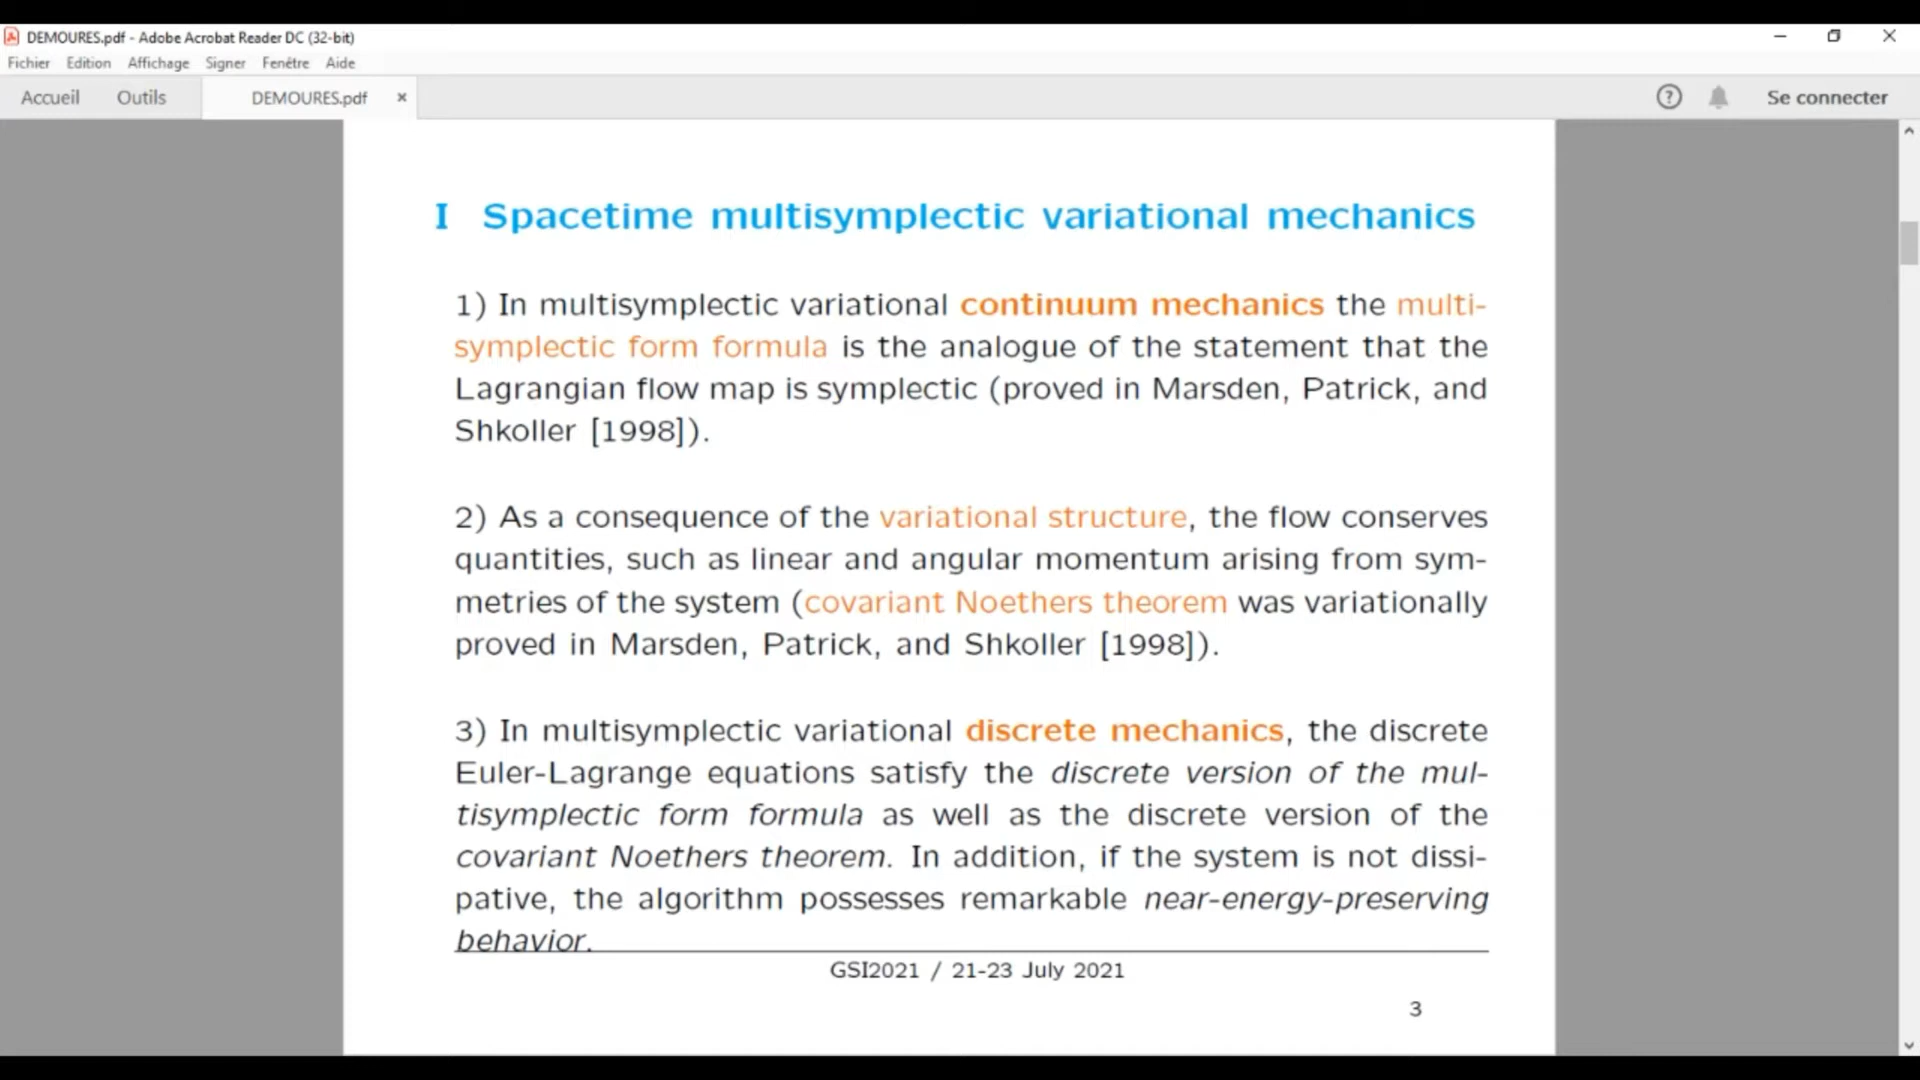 DEMOURES.pdf - Adobe Acrobat Reader DC (32-bit)
Fichier Edition Affichage Signer Fenêtre Aide
Accueil Outils DEMOURES.pdf × ? Se connecter
I Spacetime multisymplectic variational mechanics
1) In multisymplectic variational continuum mechanics the multi-
symplectic form formula is the analogue of the statement that the
Lagrangian flow map is symplectic (proved in Marsden, Patrick, and
Shkoller [1998]).
2) As a consequence of the variational structure, the flow conserves
quantities, such as linear and angular momentum arising from sym-
metries of the system (covariant Noethers theorem was variationally
proved in Marsden, Patrick, and Shkoller [1998]).
3) In multisymplectic variational discrete mechanics, the discrete
Euler-Lagrange equations satisfy the discrete version of the mul-
tisymplectic form formula as well as the discrete version of the
covariant Noethers theorem. In addition, if the system is not dissi-
pative, the algorithm possesses remarkable near-energy-preserving
behavior.
GSI2021 / 21-23 July 2021
3